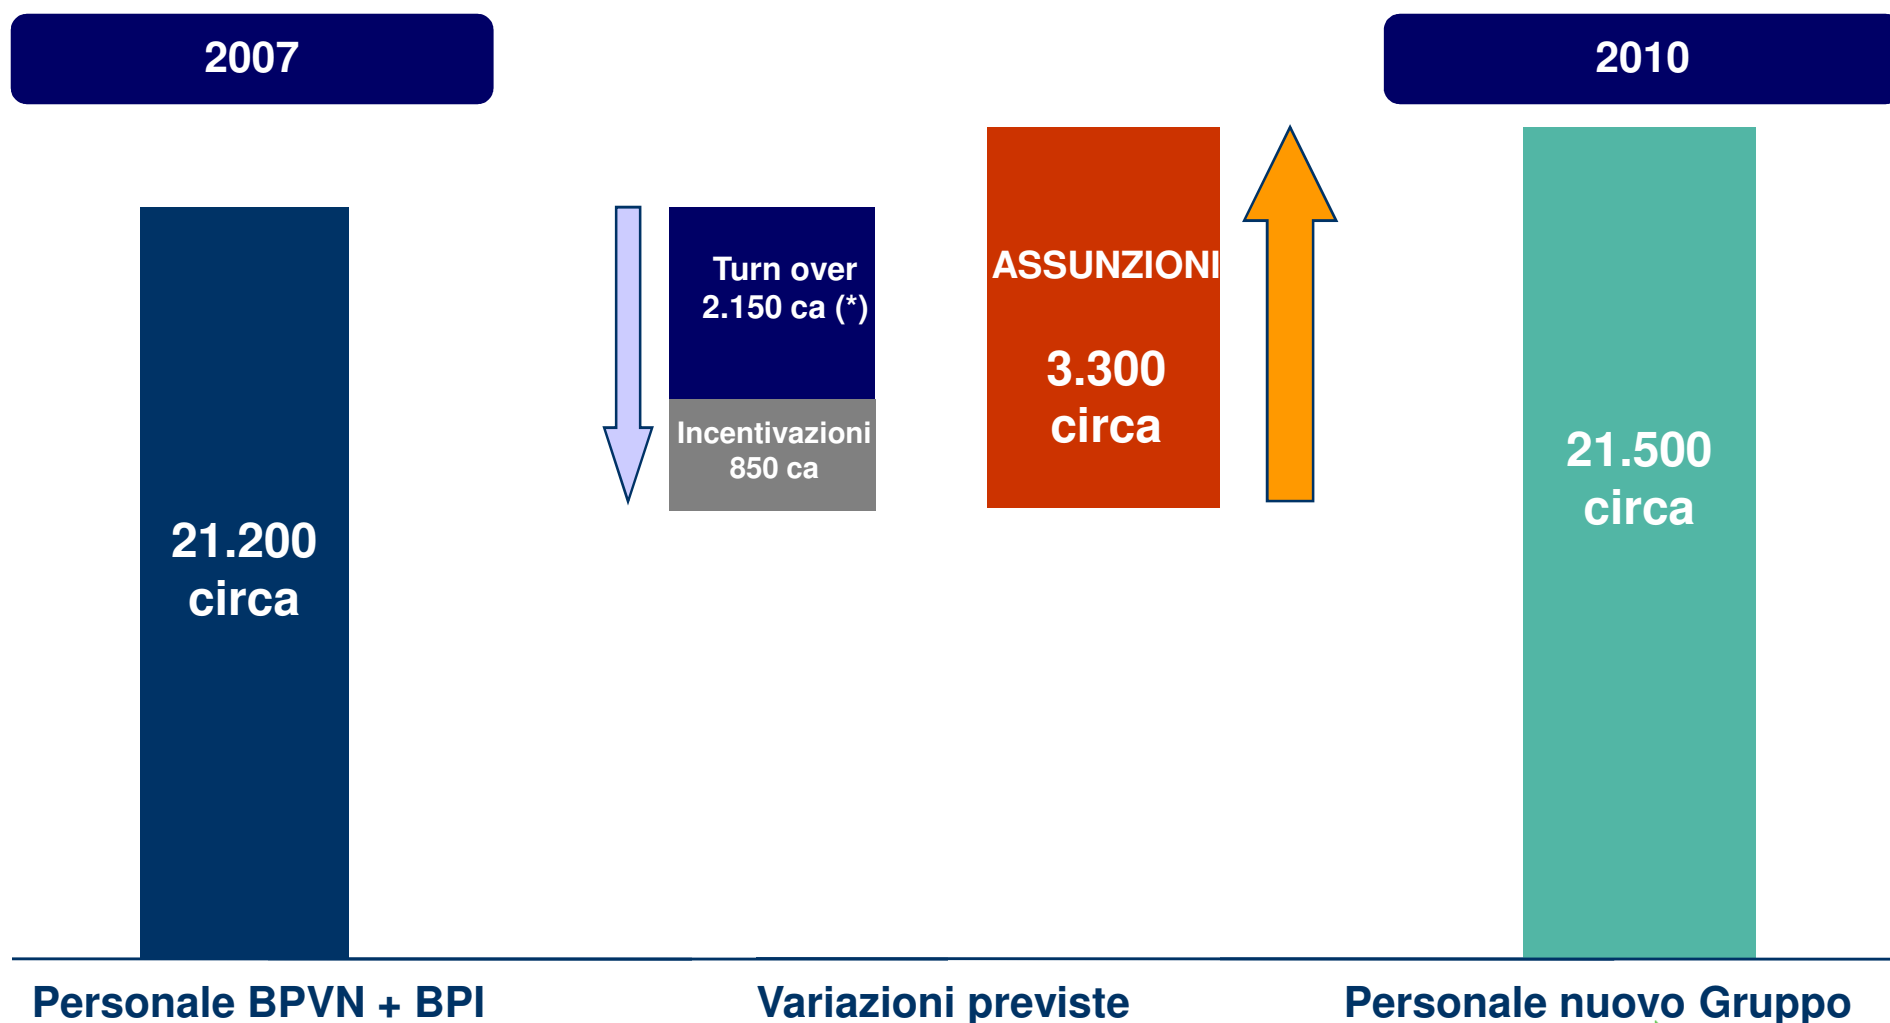 2007
2010
Turn over
2.150 ca (*)
Incentivazioni
850 ca
ASSUNZIONI
3.300
circa
21.200
circa
21.500
circa
Personale BPVN + BPI
Variazioni previste
Personale nuovo Gruppo